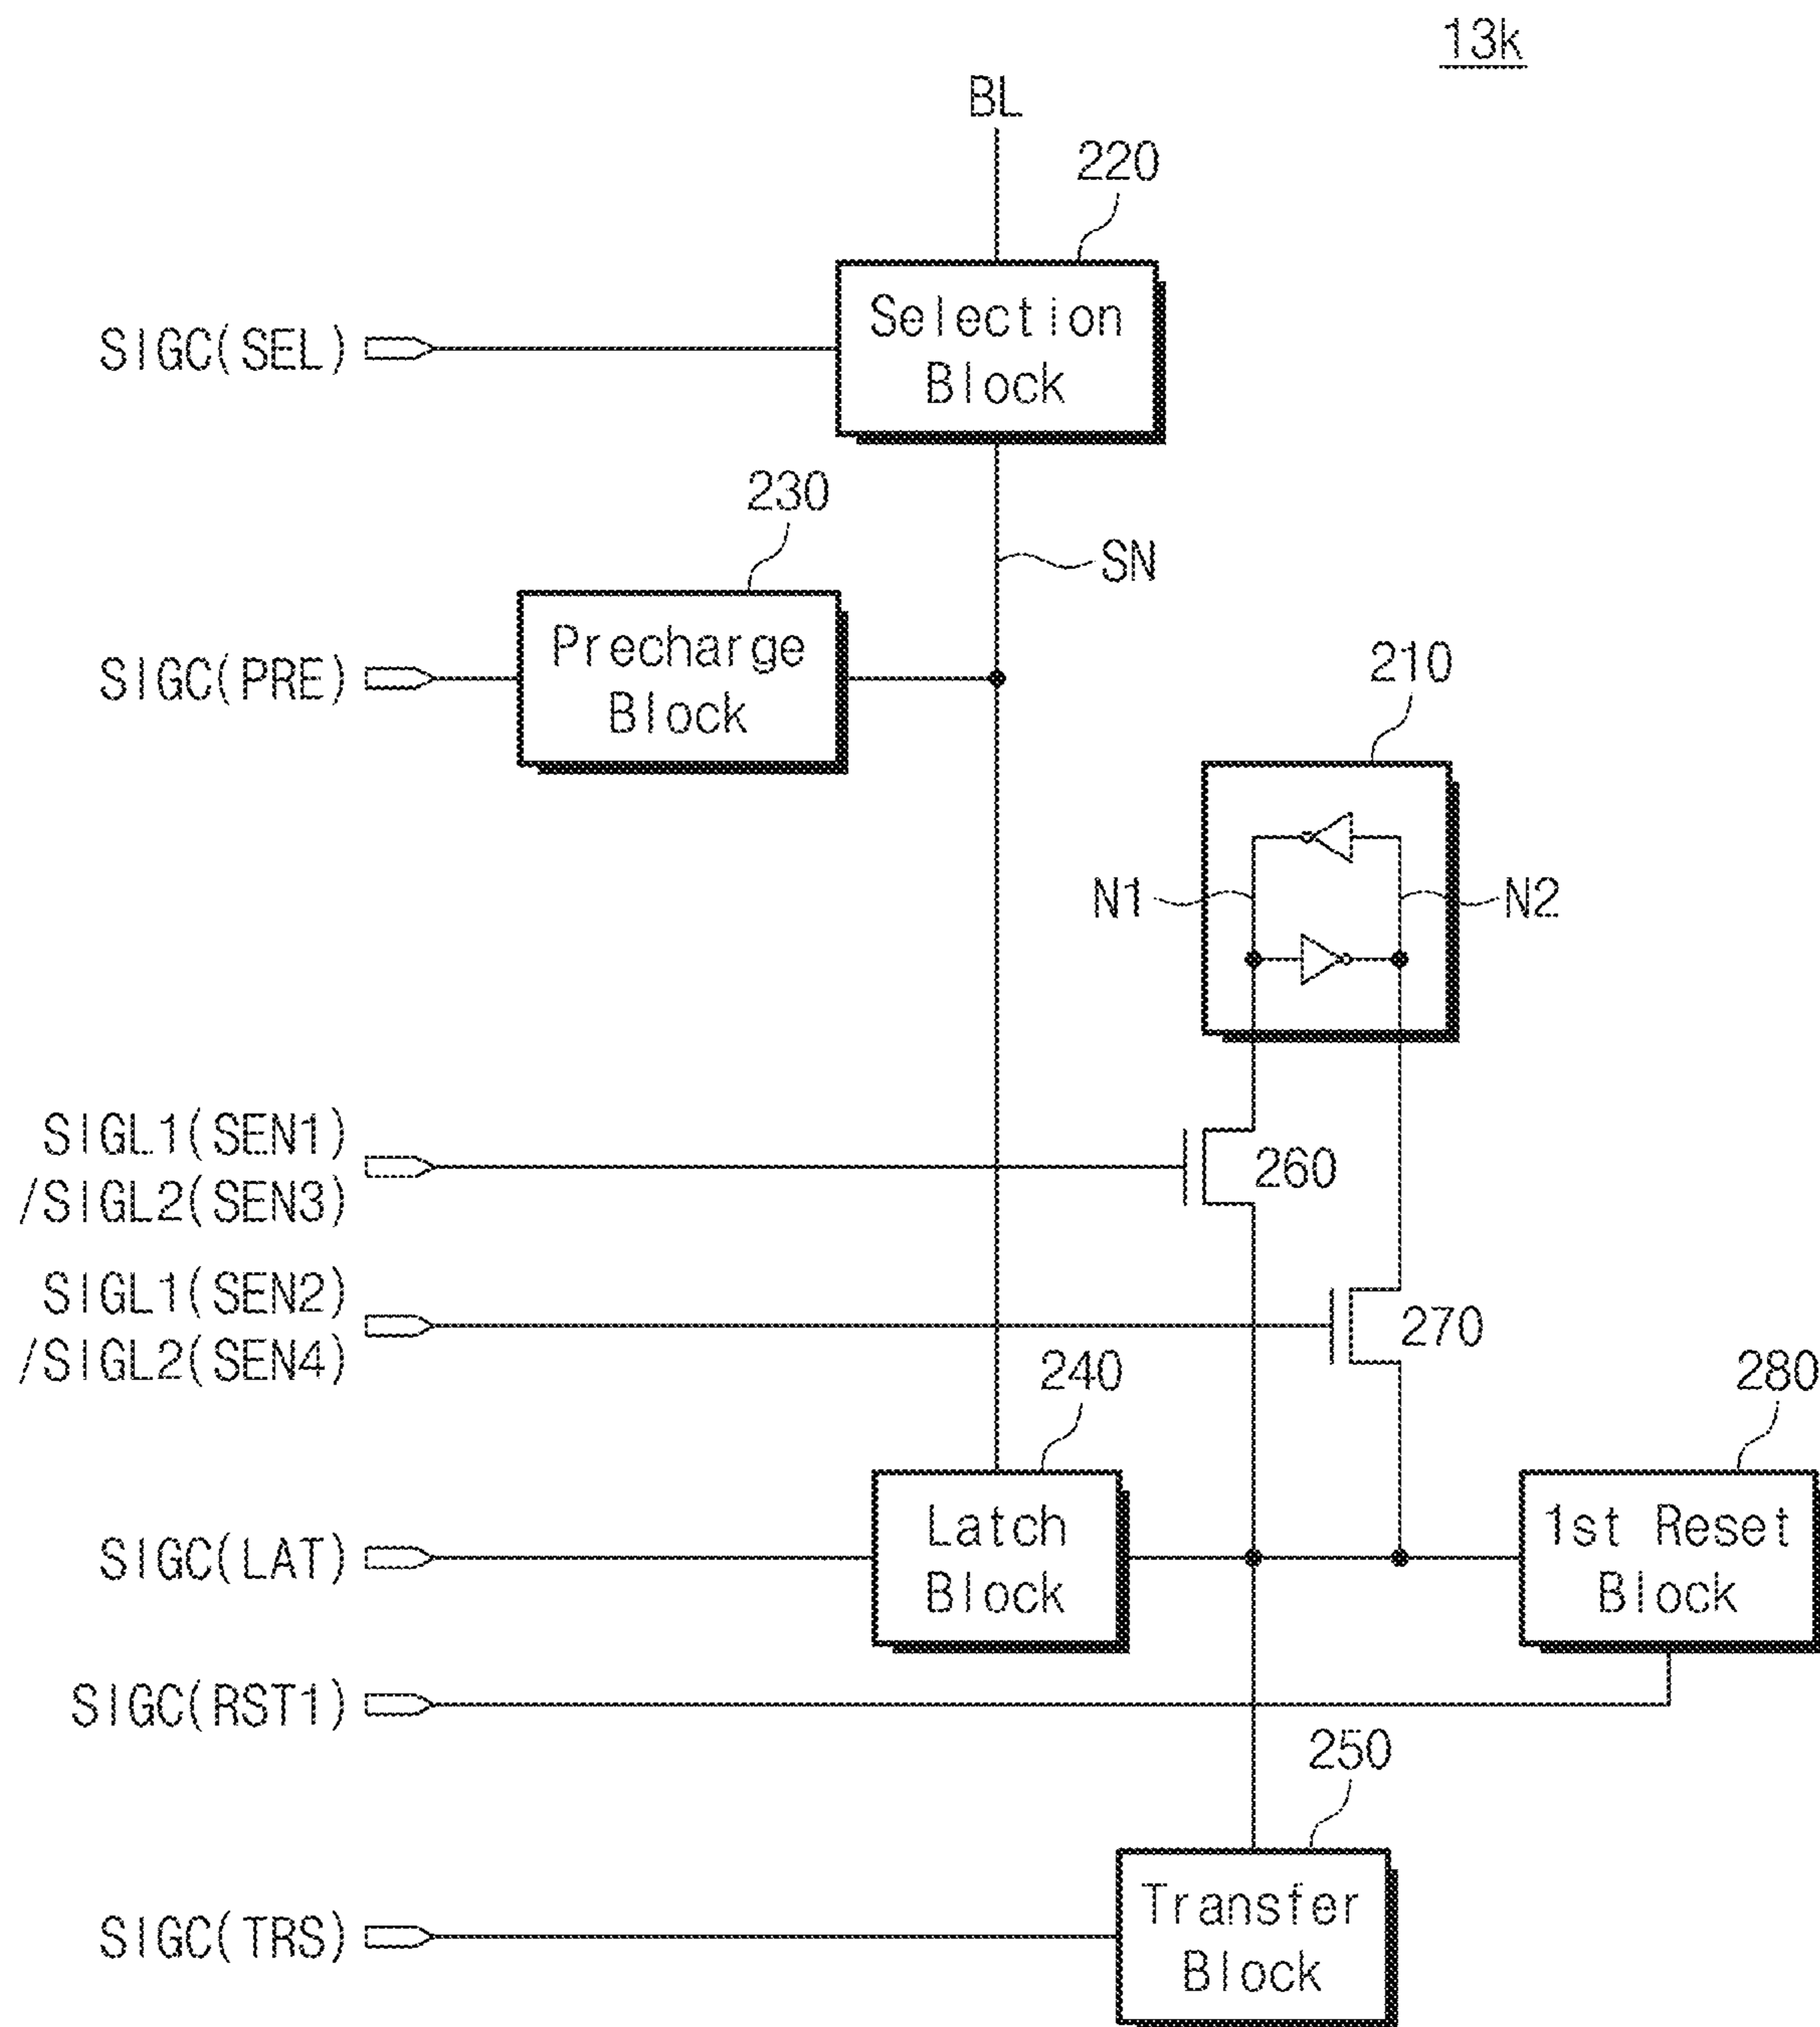 13k
BL
220
Selection
Block
SIGC(SEL)
230
SN
Precharge
Block
SIGC(PRE)
210
N1
N2
SIGL1(SEN1)
/SIGL2(SEN3)
260
SIGL1(SEN2)
/SIGL2(SEN4)
270
240
280
Latch
Block
1st Reset
Block
SIGC(LAT)
SIGC(RST1)
250
Transfer
Block
SIGC(TRS)